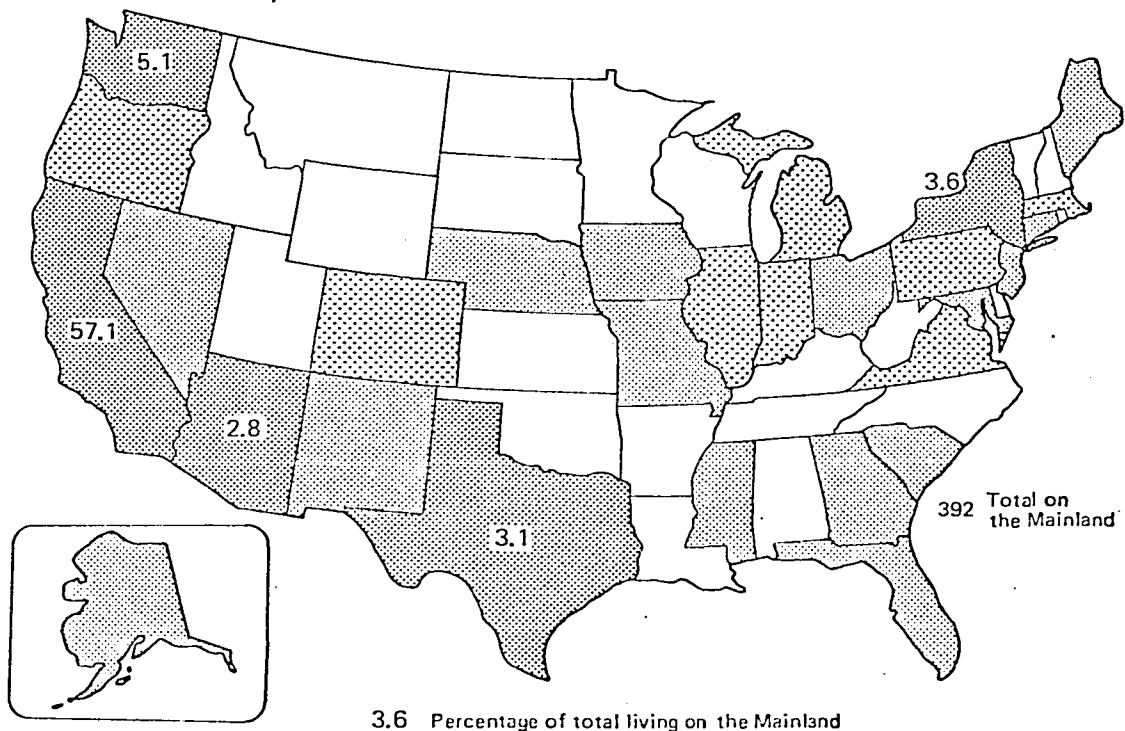 5.1
3.6
57.1
2.8
3.1
392 Total on
the Mainland
3.6 Percentage of total living on the Mainland